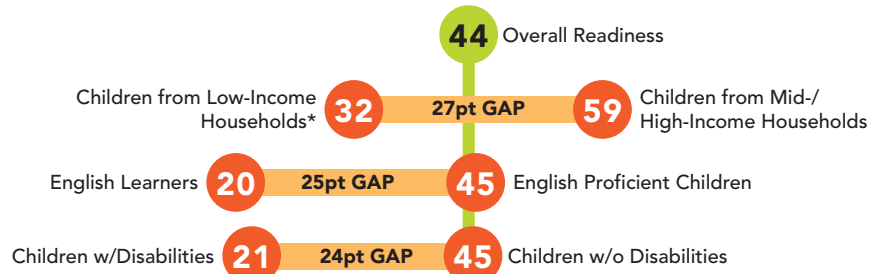 44 Overall Readiness
Children from Low-Income
Households*
32 27pt GAP 59
Children from Mid-/
High-Income Households
English Learners 20 25pt GAP 45 English Proficient Children
Children w/Disabilities 21 24pt GAP 45 Children w/o Disabilities